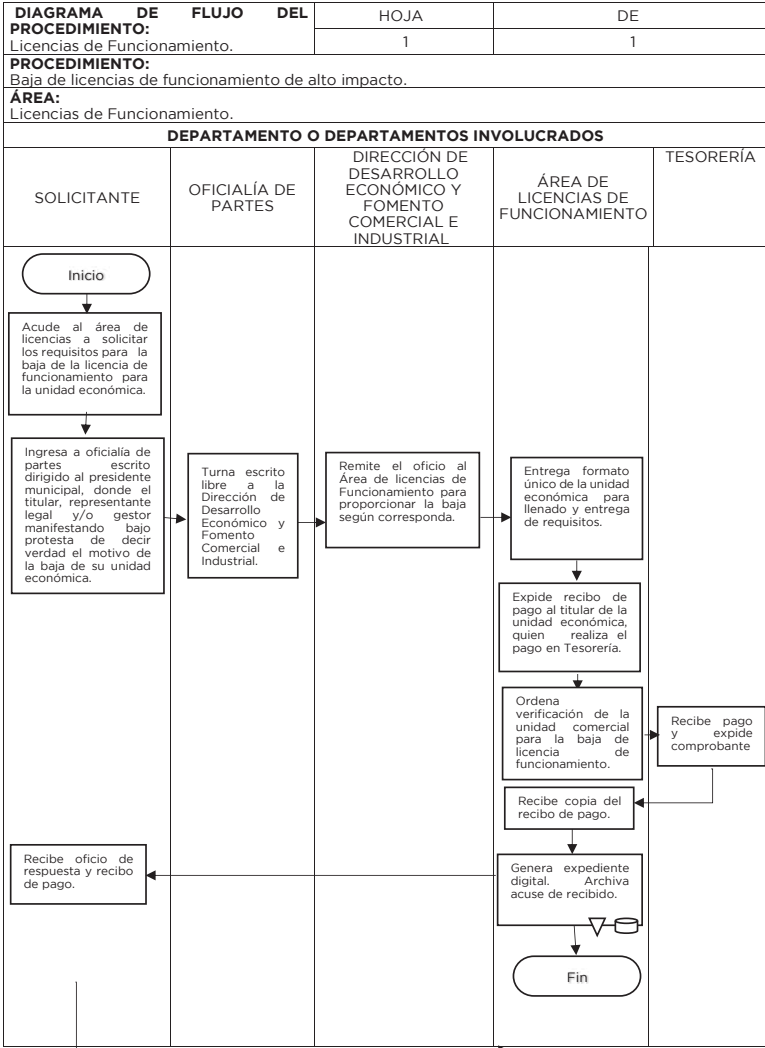 DIAGRAMA DE FLUJO DEL
PROCEDIMIENTO:
Licencias de Funcionamiento.
HOJA
DE
1
1
PROCEDIMIENTO:
Baja de licencias de funcionamiento de alto impacto.
ÁREA:
Licencias de Funcionamiento.
DEPARTAMENTO O DEPARTAMENTOS INVOLUCRADOS
SOLICITANTE
OFICIALÍA DE
PARTES
DIRECCIÓN DE
DESARROLLO
ECONÓMICO Y
FOMENTO
COMERCIAL E
INDUSTRIAL
ÁREA DE
LICENCIAS DE
FUNCIONAMIENTO
TESORERÍA
Inicio
Acude al área de
licencias a solicitar
los requisitos para la
baja de la licencia de
funcionamiento para
la unidad económica.
Ingresa a oficialía de
partes escrito
dirigido al presidente
municipal, donde el
titular, representante
legal y/o gestor
manifestando bajo
protesta de decir
verdad el motivo de
la baja de su unidad
económica.
Turna escrito
libre a la
Dirección de
Desarrollo
Económico y
Fomento
Comercial e
Industrial.
Remite el oficio al
Área de licencias de
Funcionamiento para
proporcionar la baja
según corresponda.
Entrega formato
único de la unidad
económica para
llenado y entrega
de requisitos.
Expide recibo de
pago al titular de la
unidad económica,
quien realiza el
pago en Tesorería.
Ordena
verificación de la
unidad comercial
para la baja de
licencia de
funcionamiento.
Recibe pago
y expide
comprobante
Recibe copia del
recibo de pago.
Genera expediente
digital. Archiva
acuse de recibido.
Recibe oficio de
respuesta y recibo
de pago.
Fin